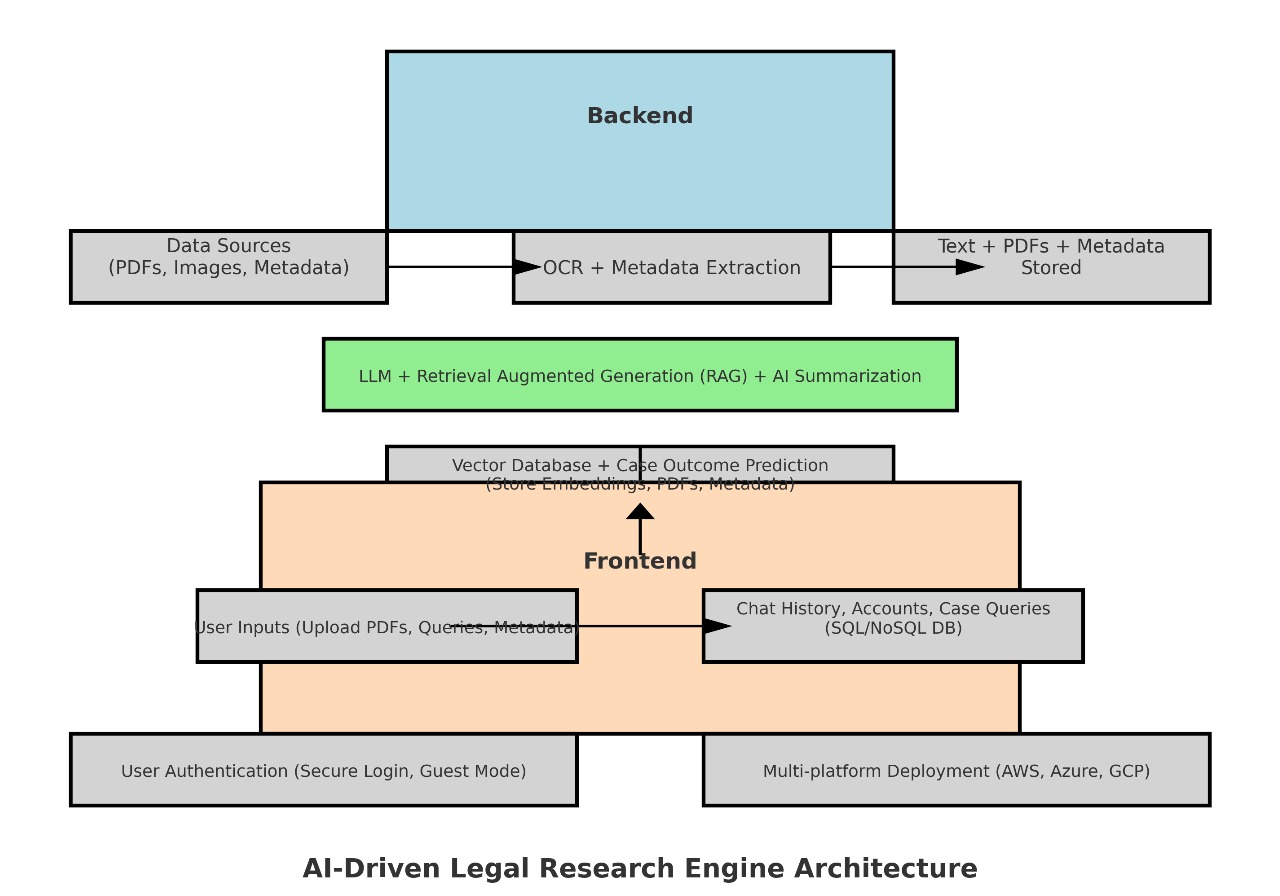 Backend
Data Sources
(PDFs, Images, Metadata)
OCR + Metadata Extraction
Text + PDFs + Metadata
Stored
LLM + Retrieval Augmented Generation (RAG) + AI Summarization
Vector Database + Case Outcome Prediction
(Store Embeddings, PDFs, Metadata)
Frontend
User Inputs (Upload PDFs, Queries, Metadata)
Chat History, Accounts, Case Queries
(SQL/NoSQL DB)
User Authentication (Secure Login, Guest Mode)
Multi-platform Deployment (AWS, Azure, GCP)
AI-Driven Legal Research Engine Architecture